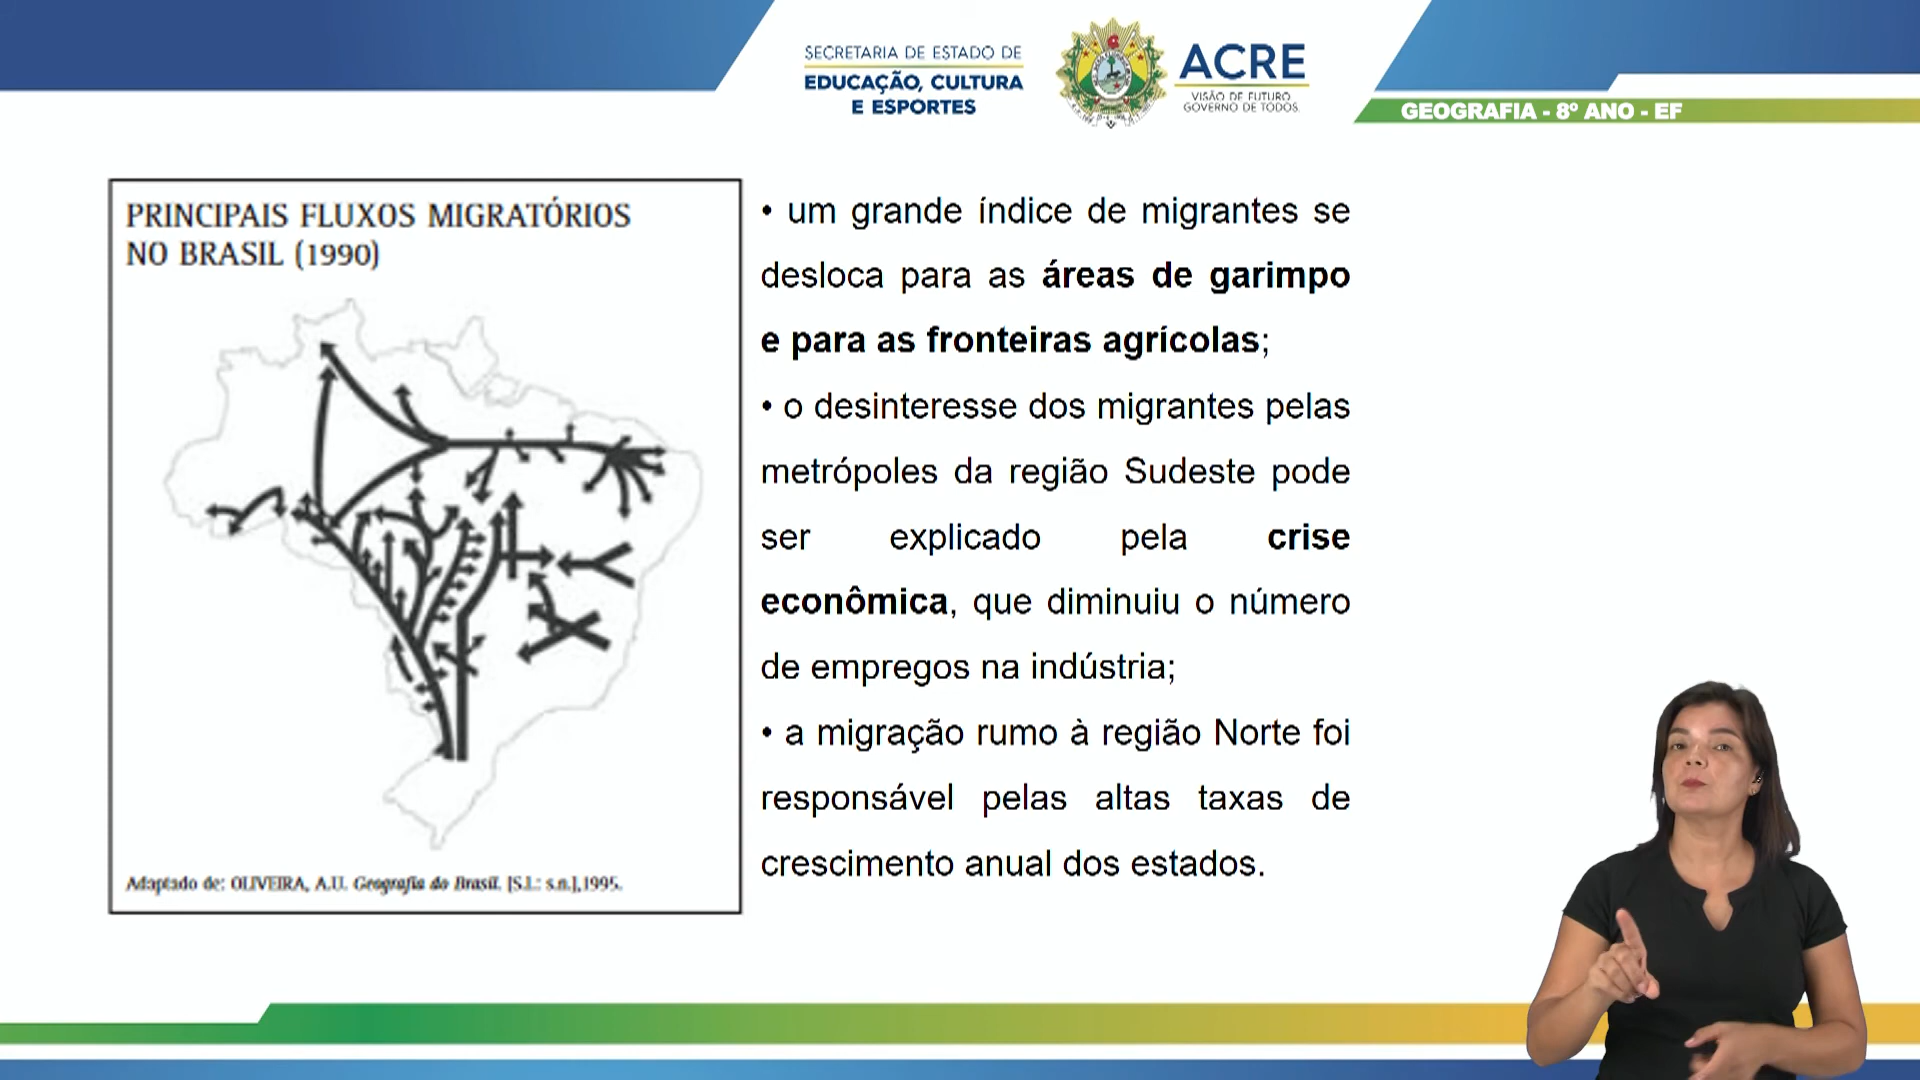 SECRETARIA DE ESTADO DE
EDUCAÇÃO, CULTURA
E ESPORTES
ACRE
VISÃO DE FUTURO
GOVERNO DE TODOS.
GEOGRAFIA - 8º ANO - EF
PRINCIPAIS FLUXOS MIGRATÓRIOS
NO BRASIL (1990)
Adaptado de: OLIVEIRA, A.U. Geografia do Brasil. [S.l.: s.n.], 1995.
• um grande índice de migrantes se
desloca para as áreas de garimpo
e para as fronteiras agrícolas;
• o desinteresse dos migrantes pelas
metrópoles da região Sudeste pode
ser explicado pela crise
econômica, que diminuiu o número
de empregos na indústria;
• a migração rumo à região Norte foi
responsável pelas altas taxas de
crescimento anual dos estados.